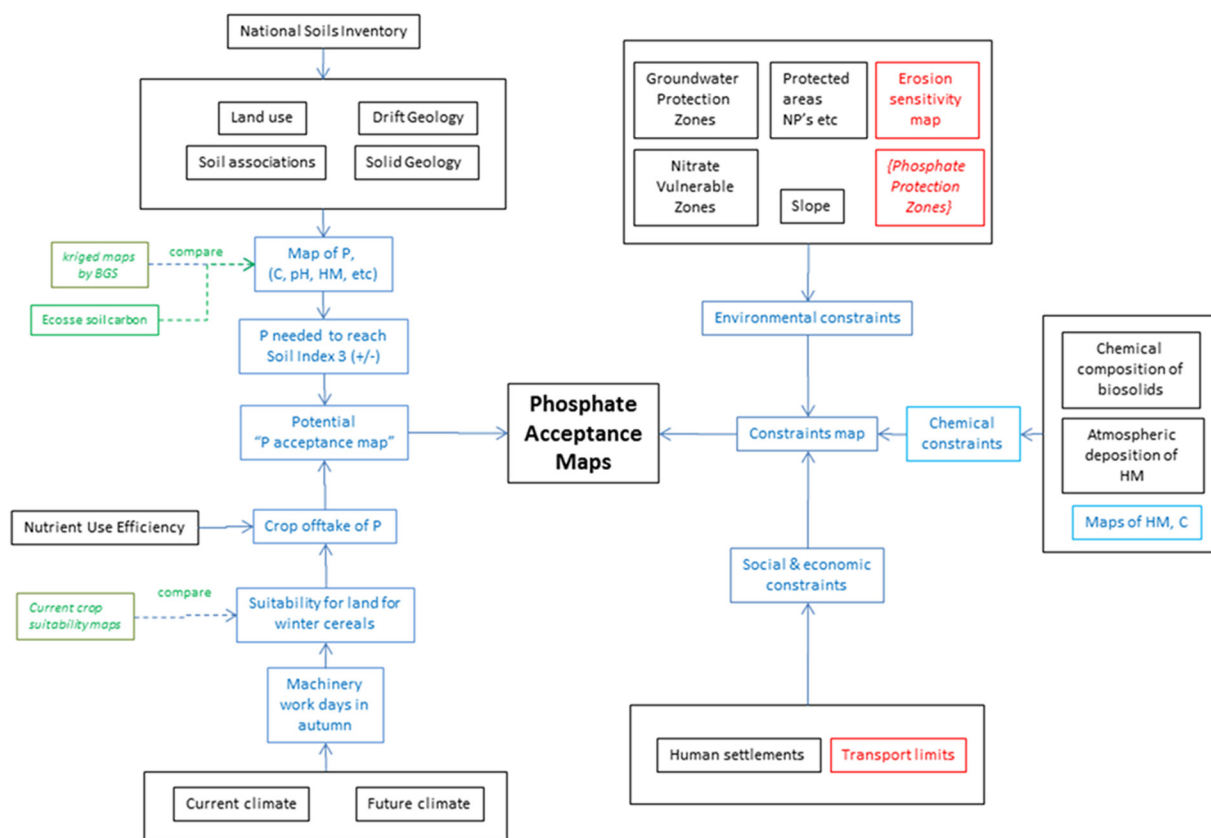 National Soils Inventory
Land use
Drift Geology
Soil associations
Solid Geology
kriged maps
by BGS
compare
Ecosse soil carbon
Map of P,
(C, pH, HM, etc)
P needed to reach
Soil Index 3 (+/-)
Potential
“P acceptance map”
Nutrient Use Efficiency
Crop offtake of P
Current crop
suitability maps
compare
Suitability for land for
winter cereals
Machinery
work days in
autumn
Current climate
Future climate
Phosphate
Acceptance
Maps
Groundwater
Protection
Zones
Protected
areas
NP's etc
Erosion
sensitivity
map
Nitrate
Vulnerable
Zones
Slope
{Phosphate
Protection
Zones}
Environmental constraints
Constraints map
Chemical
constraints
Chemical
composition of
biosolids
Atmospheric
deposition of
HM
Maps of HM, C
Social & economic
constraints
Human settlements
Transport limits